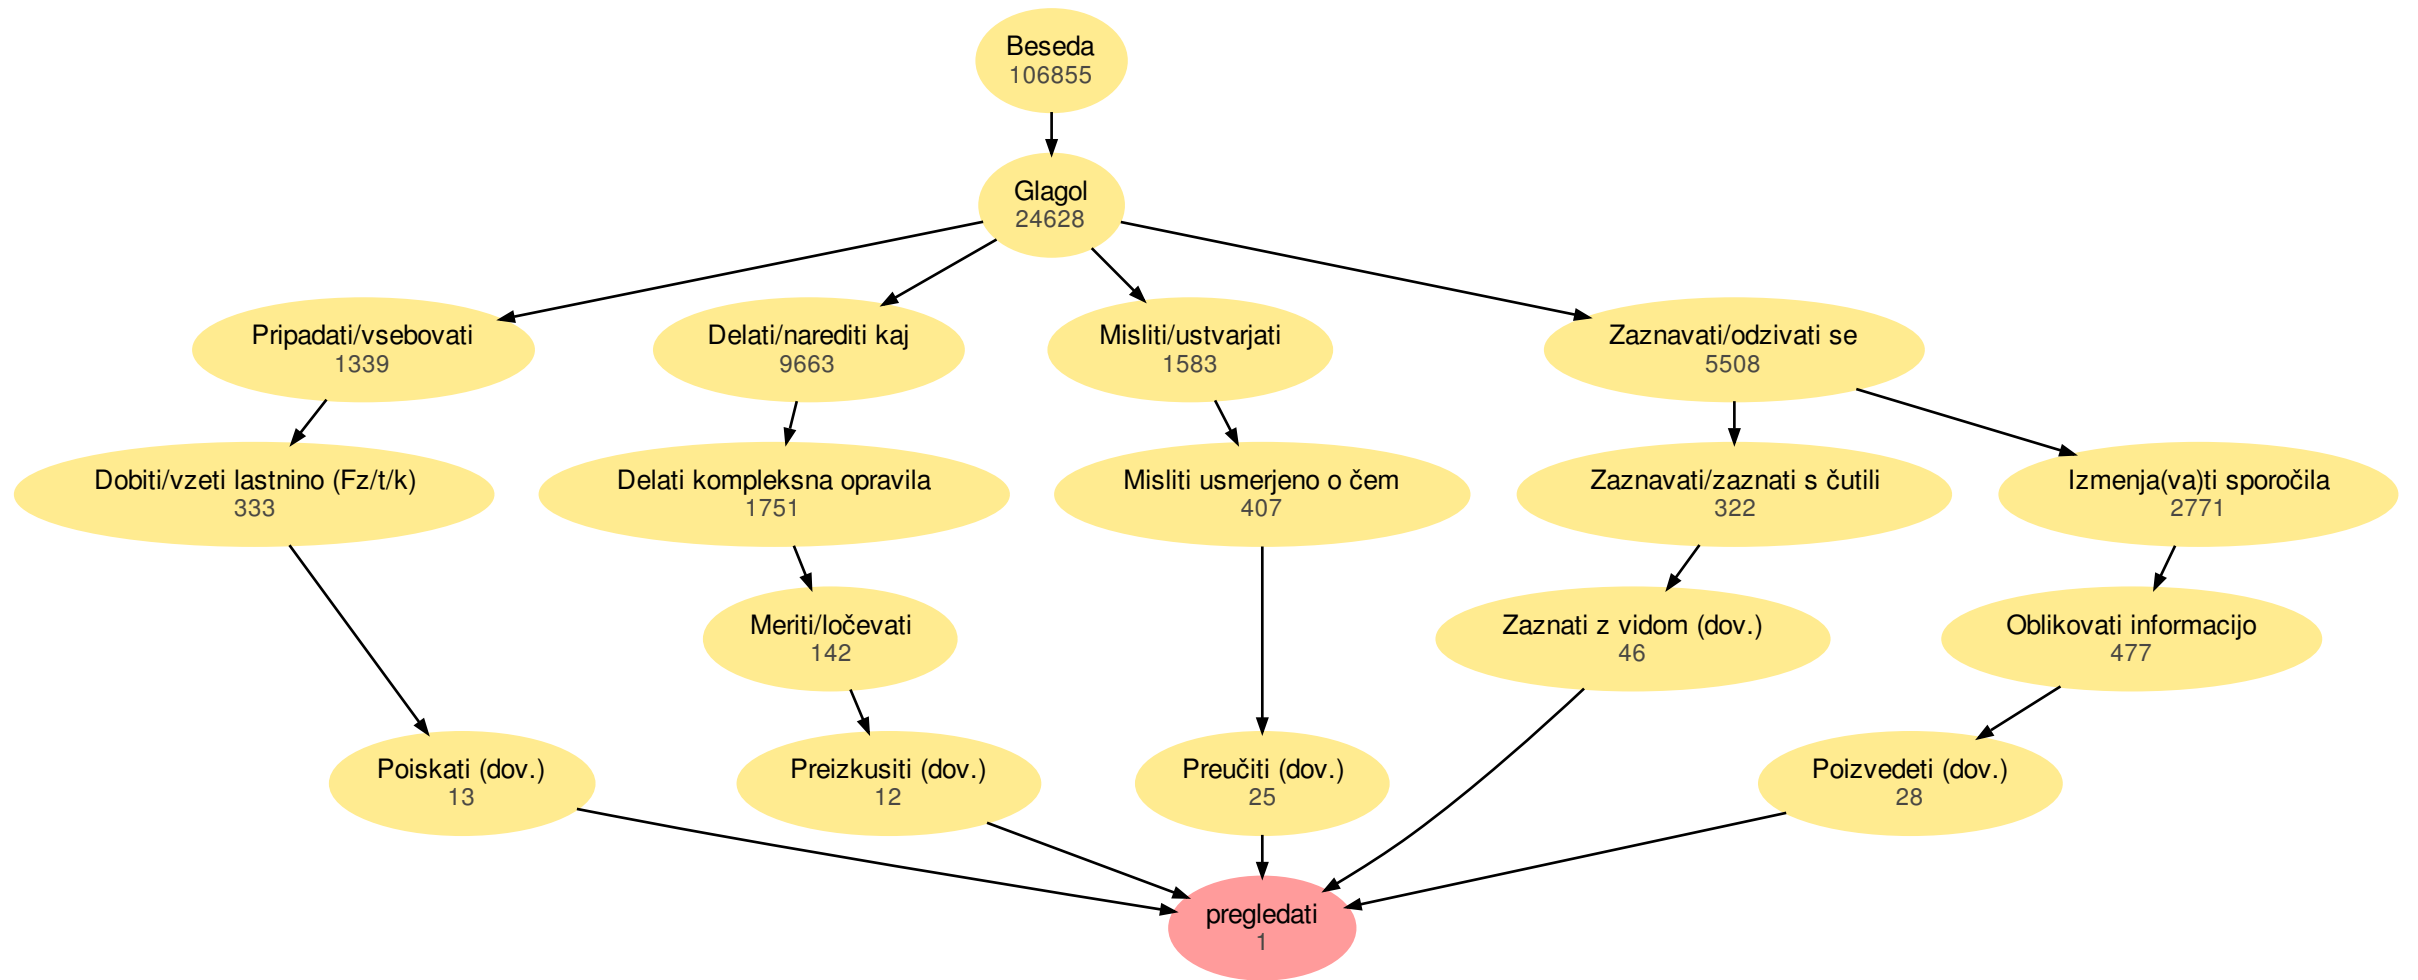 Beseda
106855
Glagol
24628
Pripadati/vsebovati
1339
Delati/narediti kaj
9663
Misliti/ustvarjati
1583
Zaznavati/odzivati se
5508
Dobiti/vzeti lastnino (Fz/t/k)
333
Delati kompleksna opravila
1751
Misliti usmerjeno o čem
407
Zaznavati/zaznati s čutili
322
Izmenja(va)ti sporočila
2771
Meriti/ločevati
142
Zaznati z vidom (dov.)
46
Oblikovati informacijo
477
Poiskati (dov.)
13
Preizkusiti (dov.)
12
Preučiti (dov.)
25
Poizvedeti (dov.)
28
pregledati
1